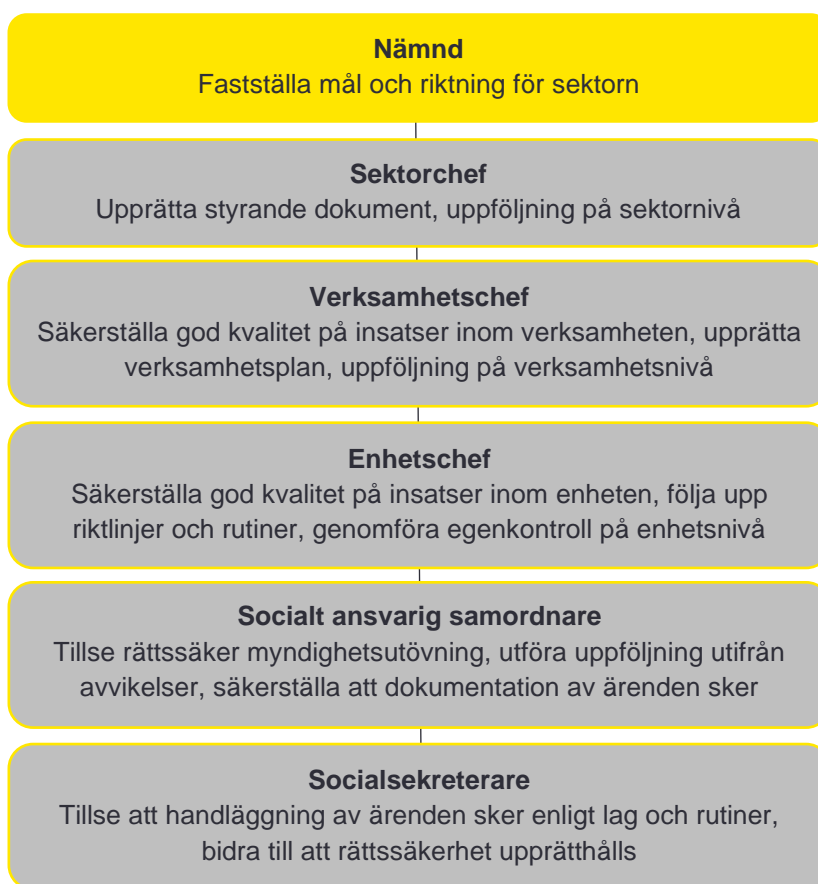 Nämnd
Fastställa mål och riktning för sektorn
Sektorchef
Upprätta styrande dokument, uppföljning på sektornivå
Verksamhetschef
Säkerställa god kvalitet på insatser inom verksamheten, upprätta
verksamhetsplan, uppföljning på verksamhetsnivå
Enhetschef
Säkerställa god kvalitet på insatser inom enheten, följa upp
riktlinjer och rutiner, genomföra egenkontroll på enhetsnivå
Socialt ansvarig samordnare
Tillse rättssäker myndighetsutövning, utföra uppföljning utifrån
avvikelser, säkerställa att dokumentation av ärenden sker
Socialsekreterare
Tillse att handläggning av ärenden sker enligt lag och rutiner,
bidra till att rättssäkerhet upprätthålls